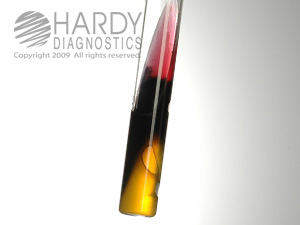 HARDY
DIAGNOSTICS
Copyright 2009 All rights reserved.